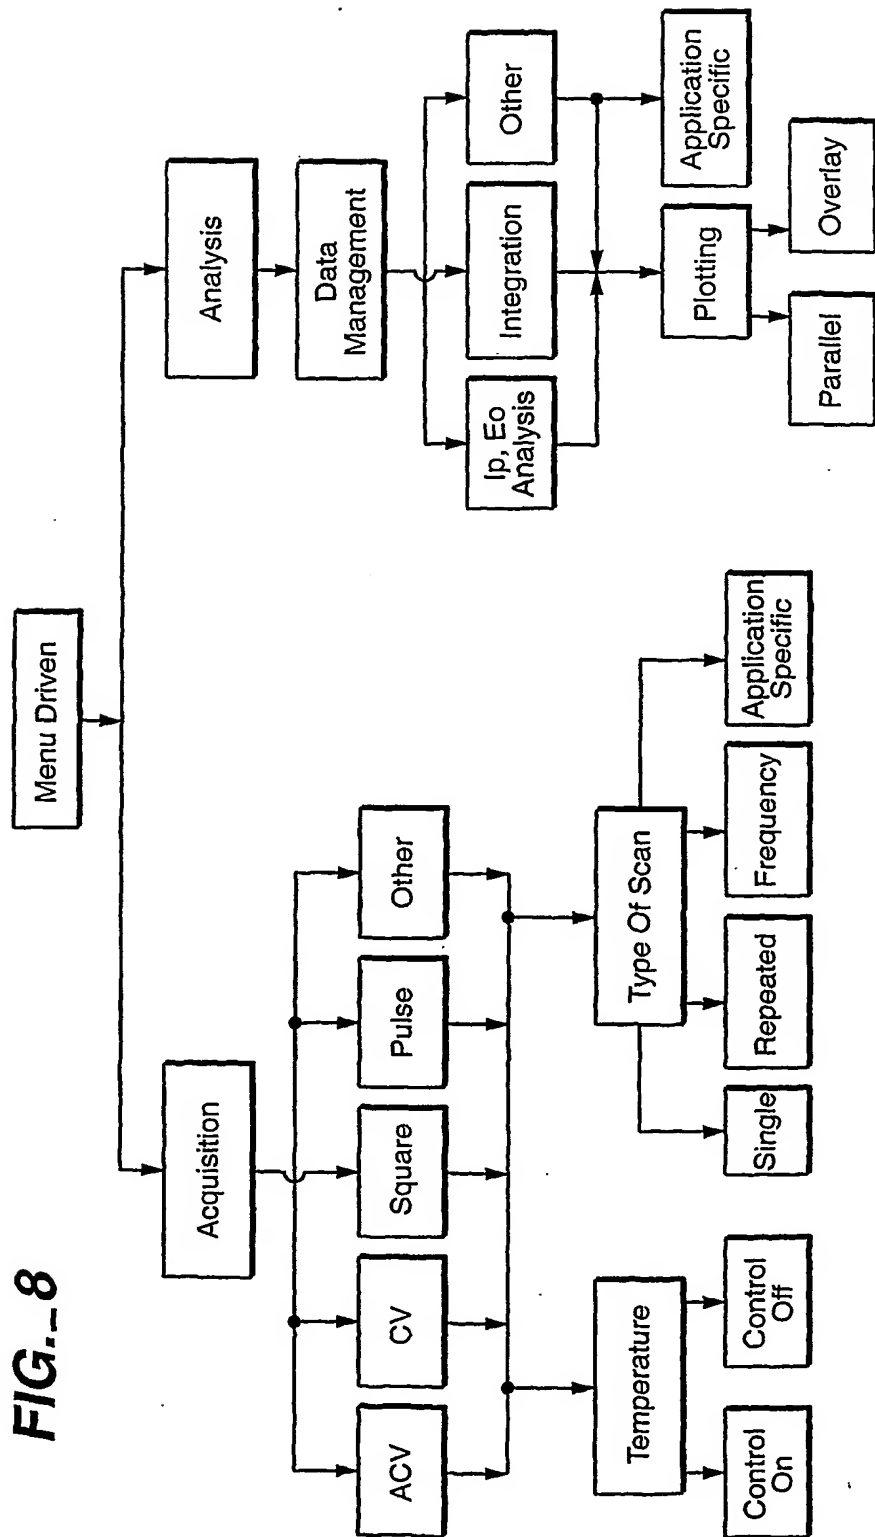 FIG._8
Menu Driven
Acquisition
Analysis
Data
Management
ACV
CV
Square
Pulse
Other
Ip, Eo
Analysis
Integration
Other
Temperature
Type Of Scan
Plotting
Application
Specific
Control
On
Control
Off
Single
Repeated
Frequency
Application
Specific
Parallel
Overlay